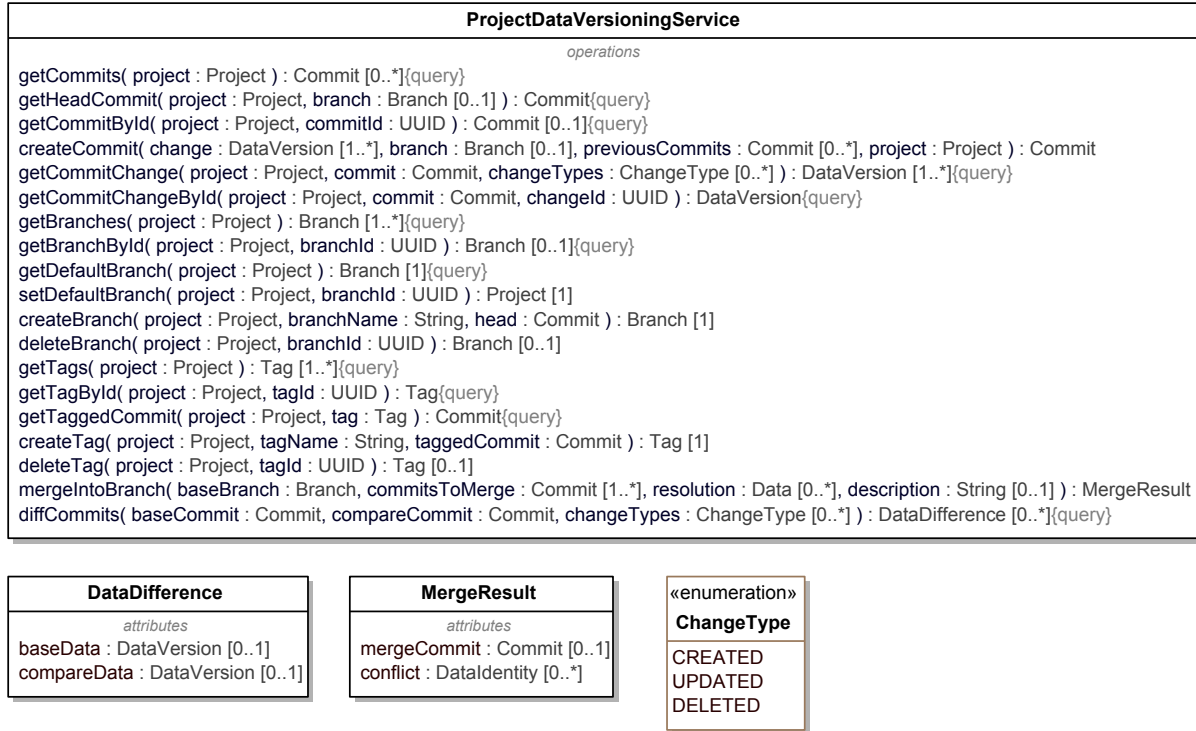 ProjectDataVersioningService
operations
getCommits( project : Project ) : Commit [0..*]{query}
getHeadCommit( project : Project, branch : Branch [0..1] ) : Commit{query}
getCommitById( project : Project, commitId : UUID ) : Commit [0..1]{query}
createCommit( change : DataVersion [1..*], branch : Branch [0..1], previousCommits : Commit [0..*], project : Project ) : Commit
getCommitChange( project : Project, commit : Commit, changeTypes : ChangeType [0..*] ) : DataVersion [1..*]{query}
getCommitChangeById( project : Project, commit : Commit, changeId : UUID ) : DataVersion{query}
getBranches( project : Project ) : Branch [1..*]{query}
getBranchById( project : Project, branchId : UUID ) : Branch [0..1]{query}
getDefaultBranch( project : Project ) : Branch [1]{query}
setDefaultBranch( project : Project, branchId : UUID ) : Project [1]
createBranch( project : Project, branchName : String, head : Commit ) : Branch [1]
deleteBranch( project : Project, branchId : UUID ) : Branch [0..1]
getTags( project : Project ) : Tag [1..*]{query}
getTagById( project : Project, tagId : UUID ) : Tag{query}
getTaggedCommit( project : Project, tag : Tag ) : Commit{query}
createTag( project : Project, tagName : String, taggedCommit : Commit ) : Tag [1]
deleteTag( project : Project, tagId : UUID ) : Tag [0..1]
mergeIntoBranch( baseBranch : Branch, commitsToMerge : Commit [1..*], resolution : Data [0..*], description : String [0..1] ) : MergeResult
diffCommits( baseCommit : Commit, compareCommit : Commit, changeTypes : ChangeType [0..*] ) : DataDifference [0..*]{query}
DataDifference
attributes
baseData : DataVersion [0..1]
compareData : DataVersion [0..1]
MergeResult
attributes
mergeCommit : Commit [0..1]
conflict : DataIdentity [0..*]
«enumeration»
ChangeType
CREATED
UPDATED
DELETED